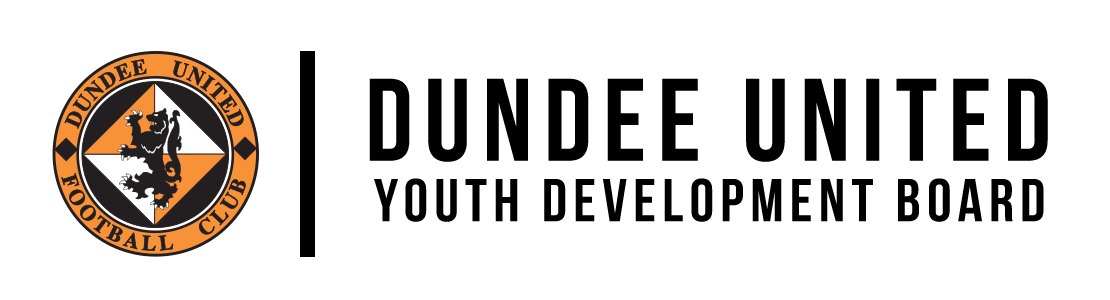 DUNDEE UNITED
FOOTBALL CLUB
DUNDEE UNITED
YOUTH DEVELOPMENT BOARD